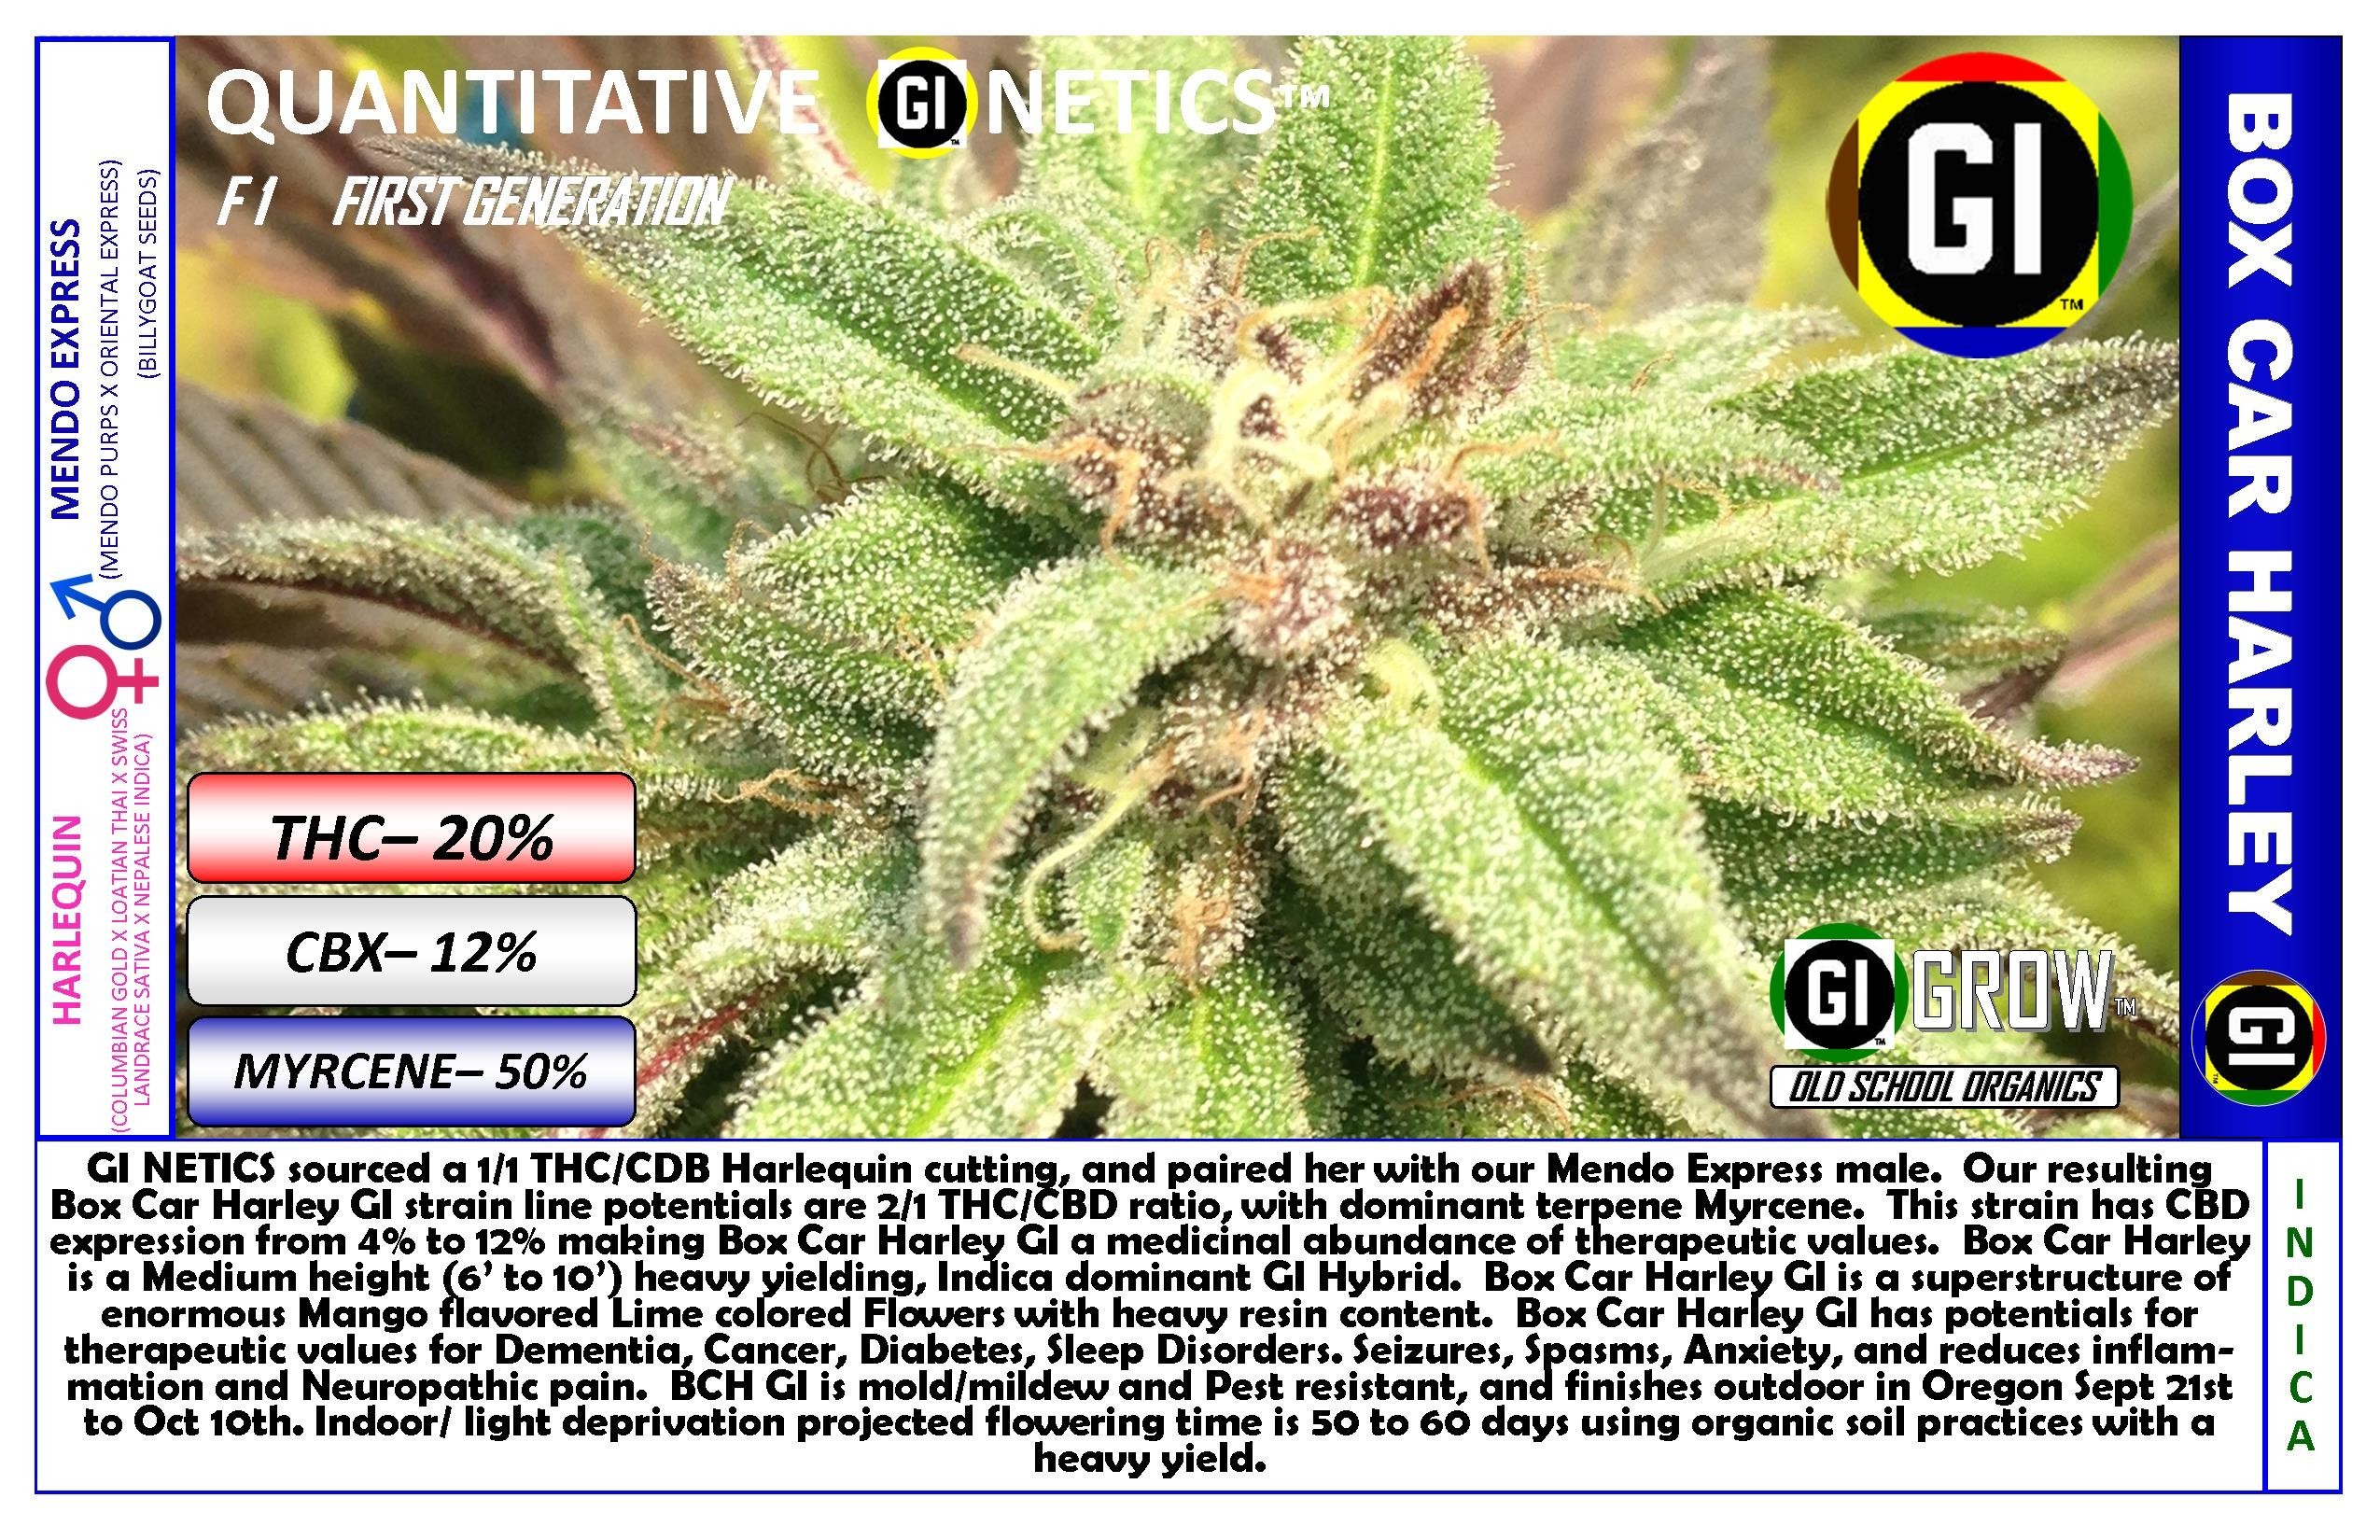 QUANTITATIVE GI NETICS™
F1 FIRST GENERATION
GI
TM
BOX CAR HARLEY
GI
TM
MENDO EXPRESS
(MENDO PURPS X ORIENTAL EXPRESS)
(BILLYGOAT SEEDS)
HARLEQUIN
(COLUMBIAN GOLD X LOATIAN THAI X SWISS
LANDRACE SATIVA X NEPALESE INDICA)
THC– 20%
CBX– 12%
MYRCENE– 50%
GI GROW™
OLD SCHOOL ORGANICS
GI NETICS sourced a 1/1 THC/CDB Harlequin cutting, and paired her with our Mendo Express male. Our resulting
Box Car Harley GI strain line potentials are 2/1 THC/CBD ratio, with dominant terpene Myrcene. This strain has CBD
expression from 4% to 12% making Box Car Harley GI a medicinal abundance of therapeutic values. Box Car Harley
is a Medium height (6’ to 10’) heavy yielding, Indica dominant GI Hybrid. Box Car Harley GI is a superstructure of
enormous Mango flavored Lime colored Flowers with heavy resin content. Box Car Harley GI has potentials for
therapeutic values for Dementia, Cancer, Diabetes, Sleep Disorders. Seizures, Spasms, Anxiety, and reduces inflam-
mation and Neuropathic pain. BCH GI is mold/mildew and Pest resistant, and finishes outdoor in Oregon Sept 21st
to Oct 10th. Indoor/ light deprivation projected flowering time is 50 to 60 days using organic soil practices with a
heavy yield.
INDICA